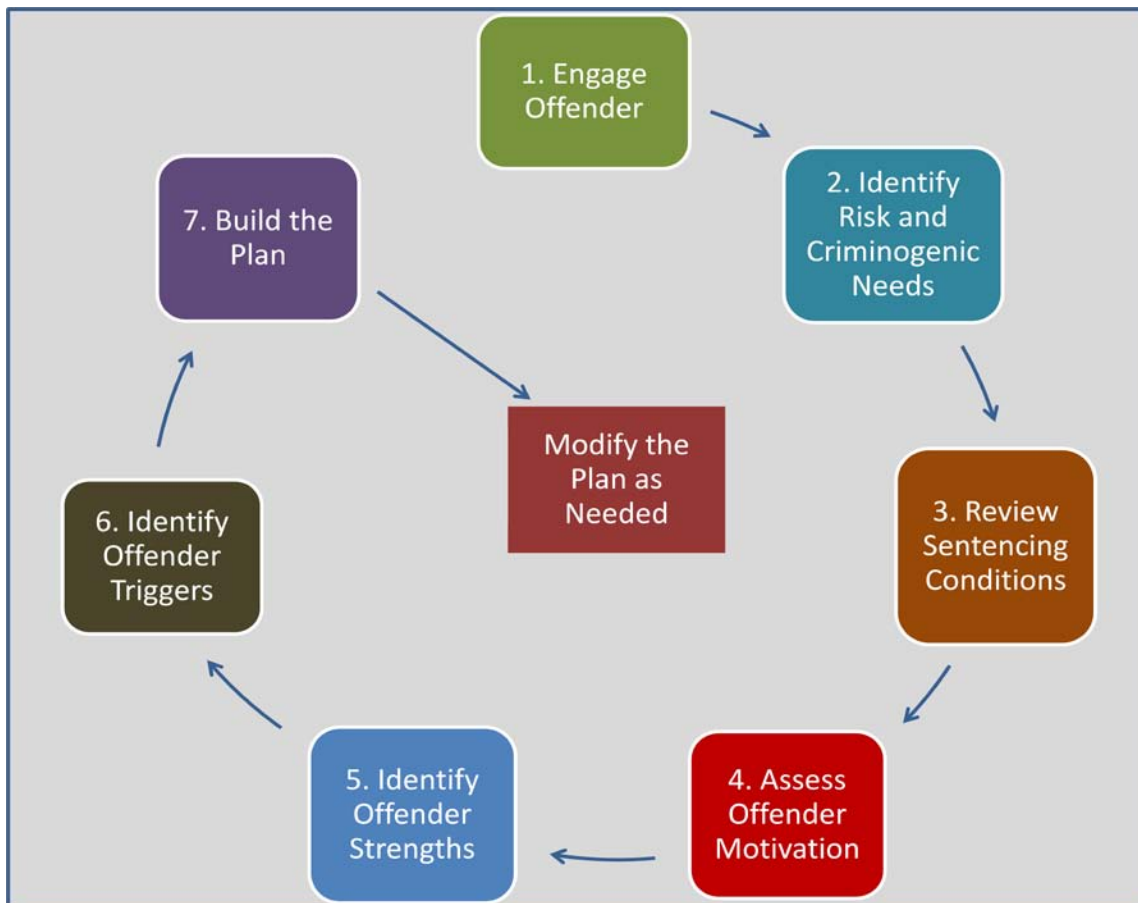 1. Engage
Offender
2. Identify
Risk and
Criminogenic
Needs
3. Review
Sentencing
Conditions
4. Assess
Offender
Motivation
5. Identify
Offender
Strengths
6. Identify
Offender
Triggers
7. Build the
Plan
Modify the
Plan as
Needed